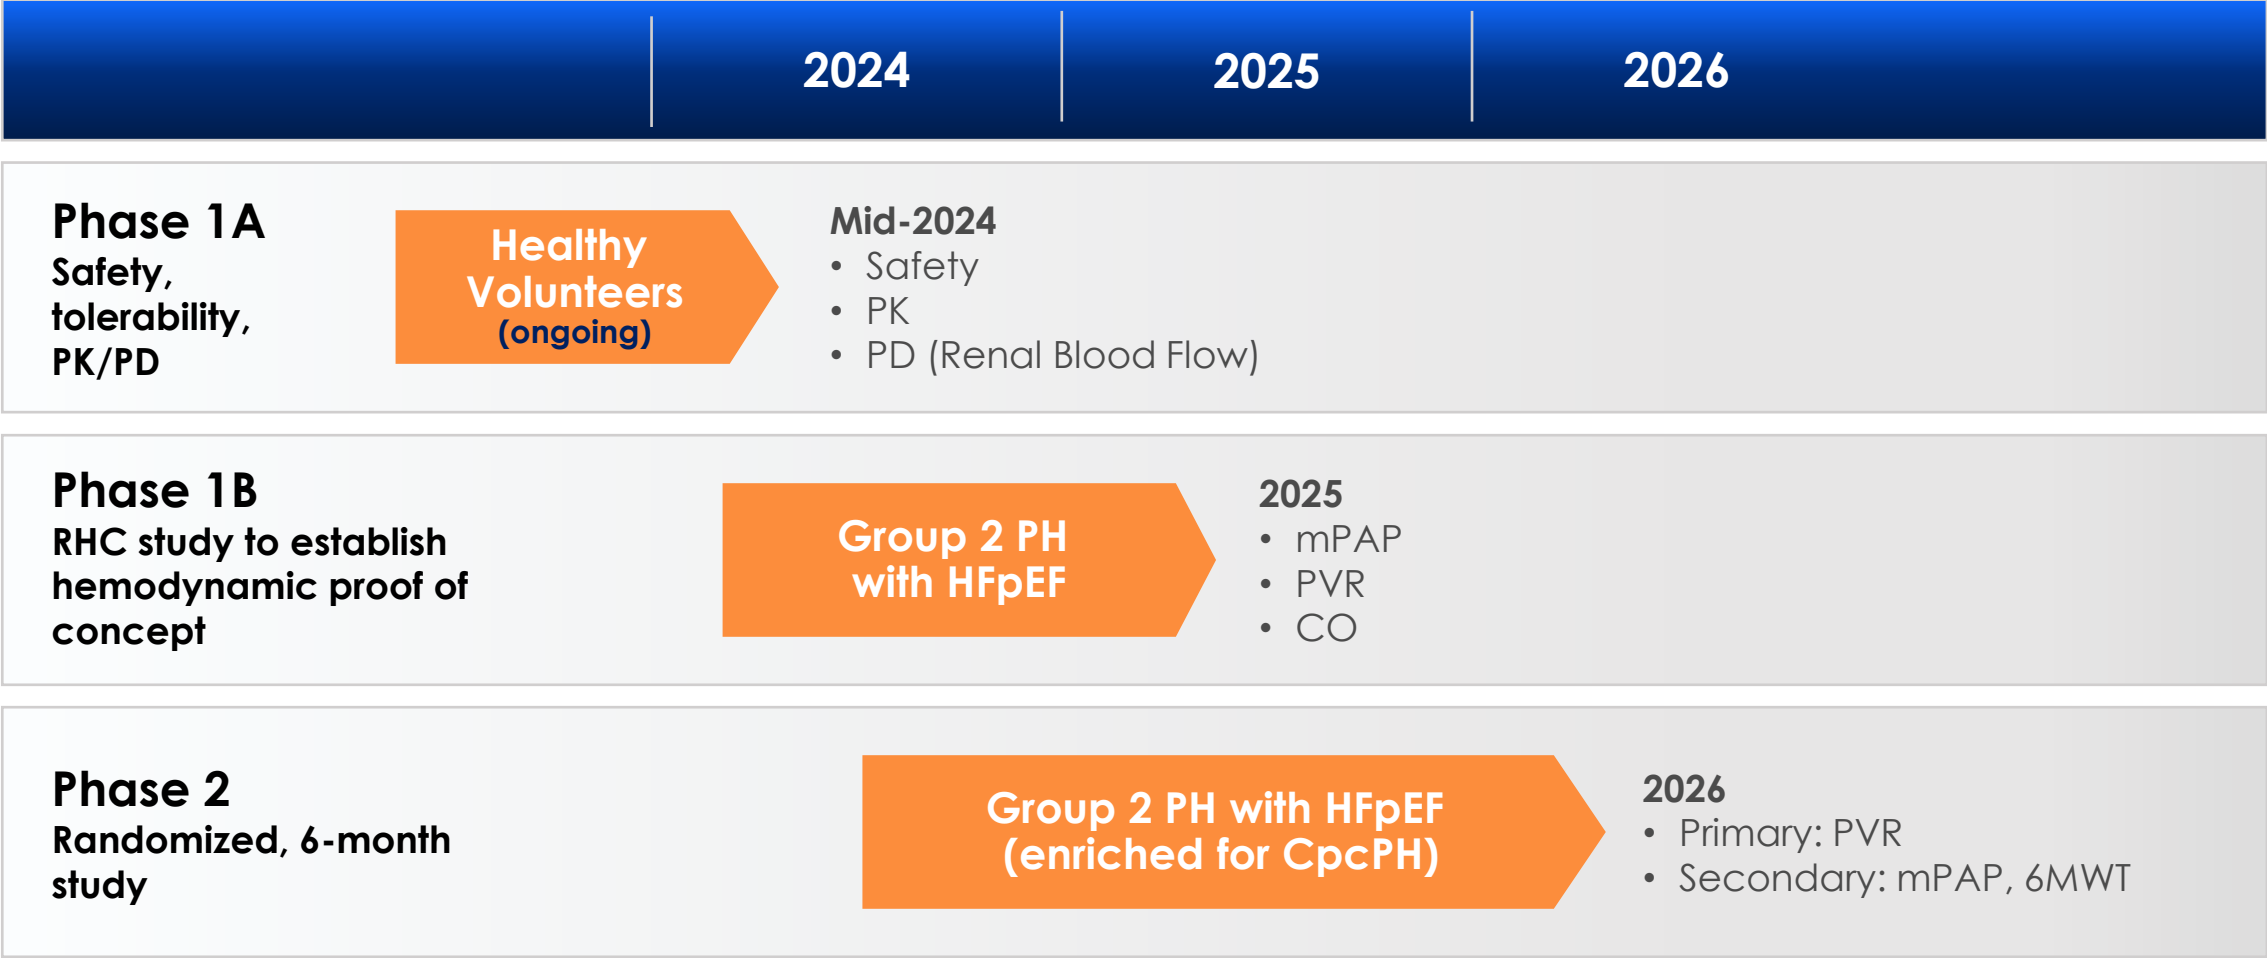 2024
2025
2026
Phase 1A
Safety,
tolerability,
PK/PD
Healthy
Volunteers
(ongoing)
Mid-2024
• Safety
• PK
• PD (Renal Blood Flow)
Phase 1B
RHC study to establish
hemodynamic proof of
concept
Group 2 PH
with HFpEF
2025
• mPAP
• PVR
• CO
Phase 2
Randomized, 6-month
study
Group 2 PH with HFpEF
(enriched for CpcPH)
2026
• Primary: PVR
• Secondary: mPAP, 6MWT